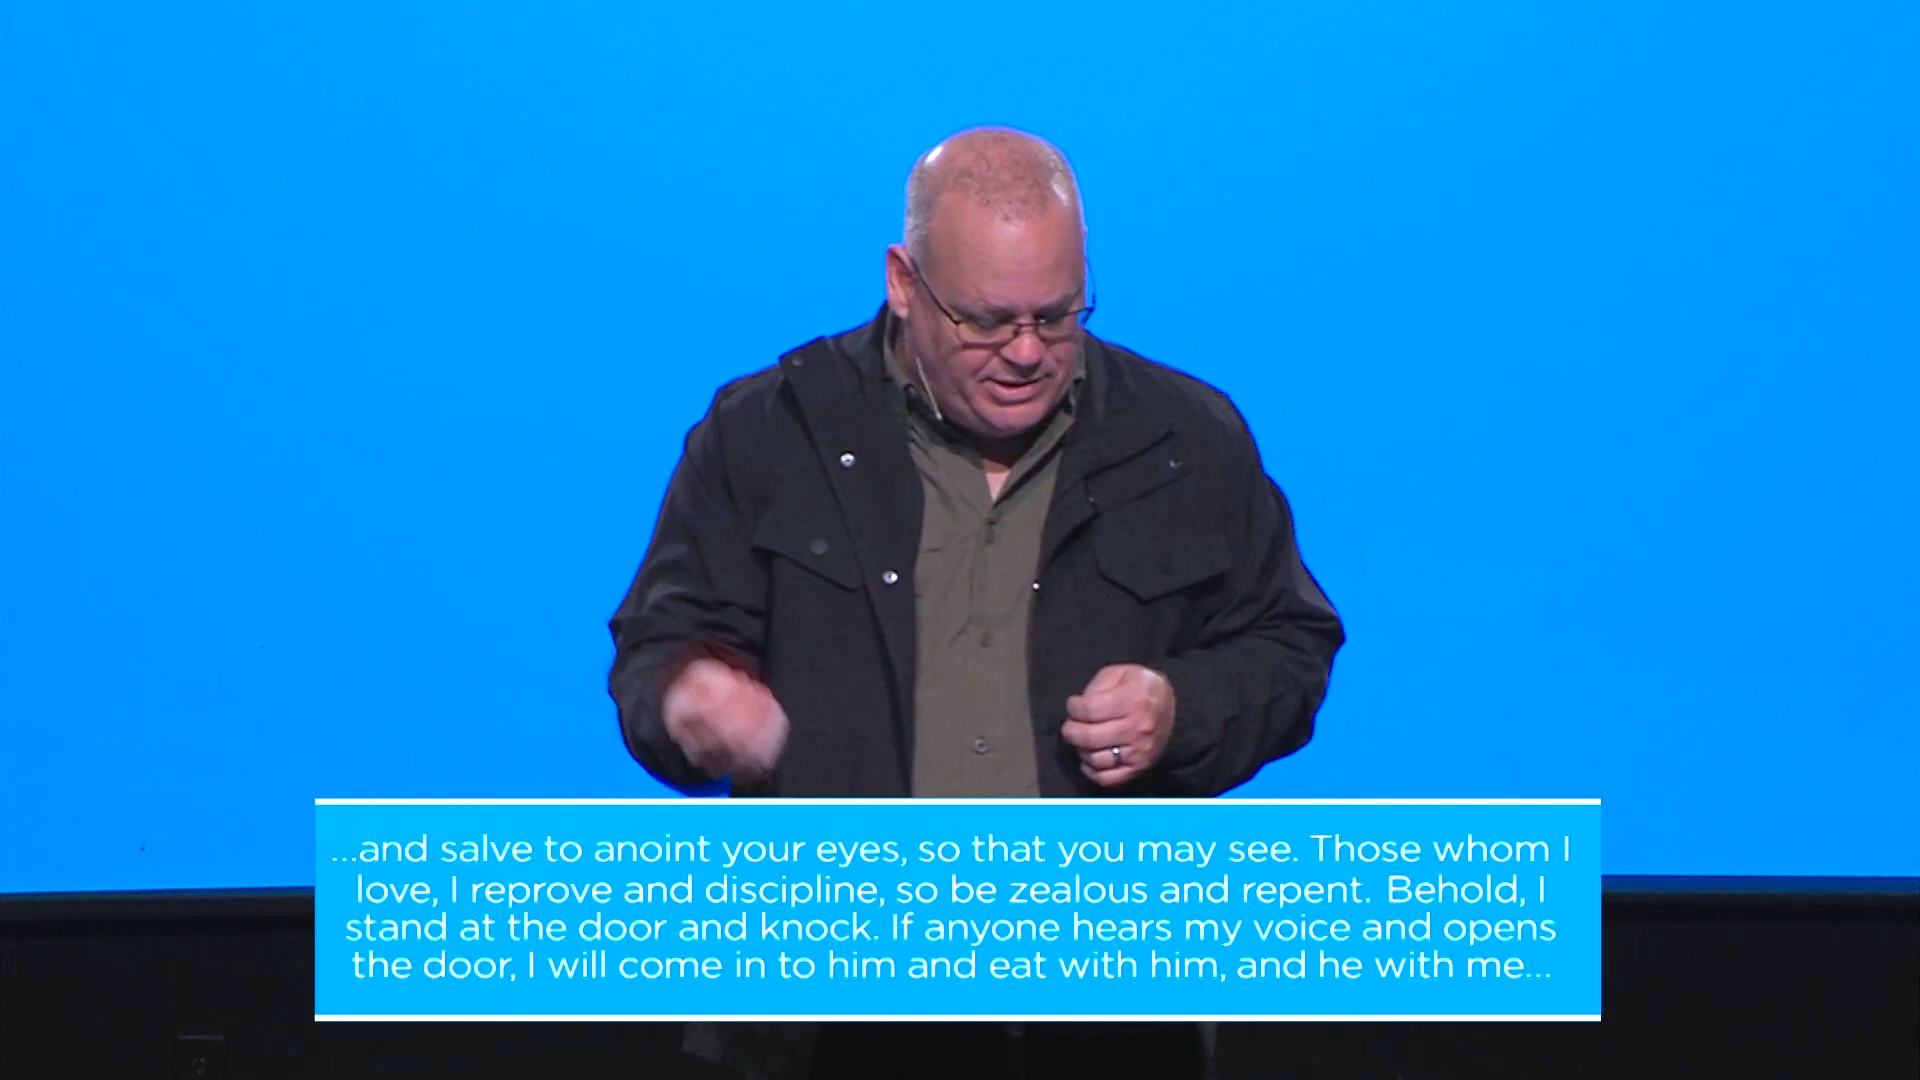 ...and salve to anoint your eyes, so that you may see. Those whom I
love, I reprove and discipline, so be zealous and repent. Behold, I
stand at the door and knock. If anyone hears my voice and opens
the door, I will come in to him and eat with him, and he with me...